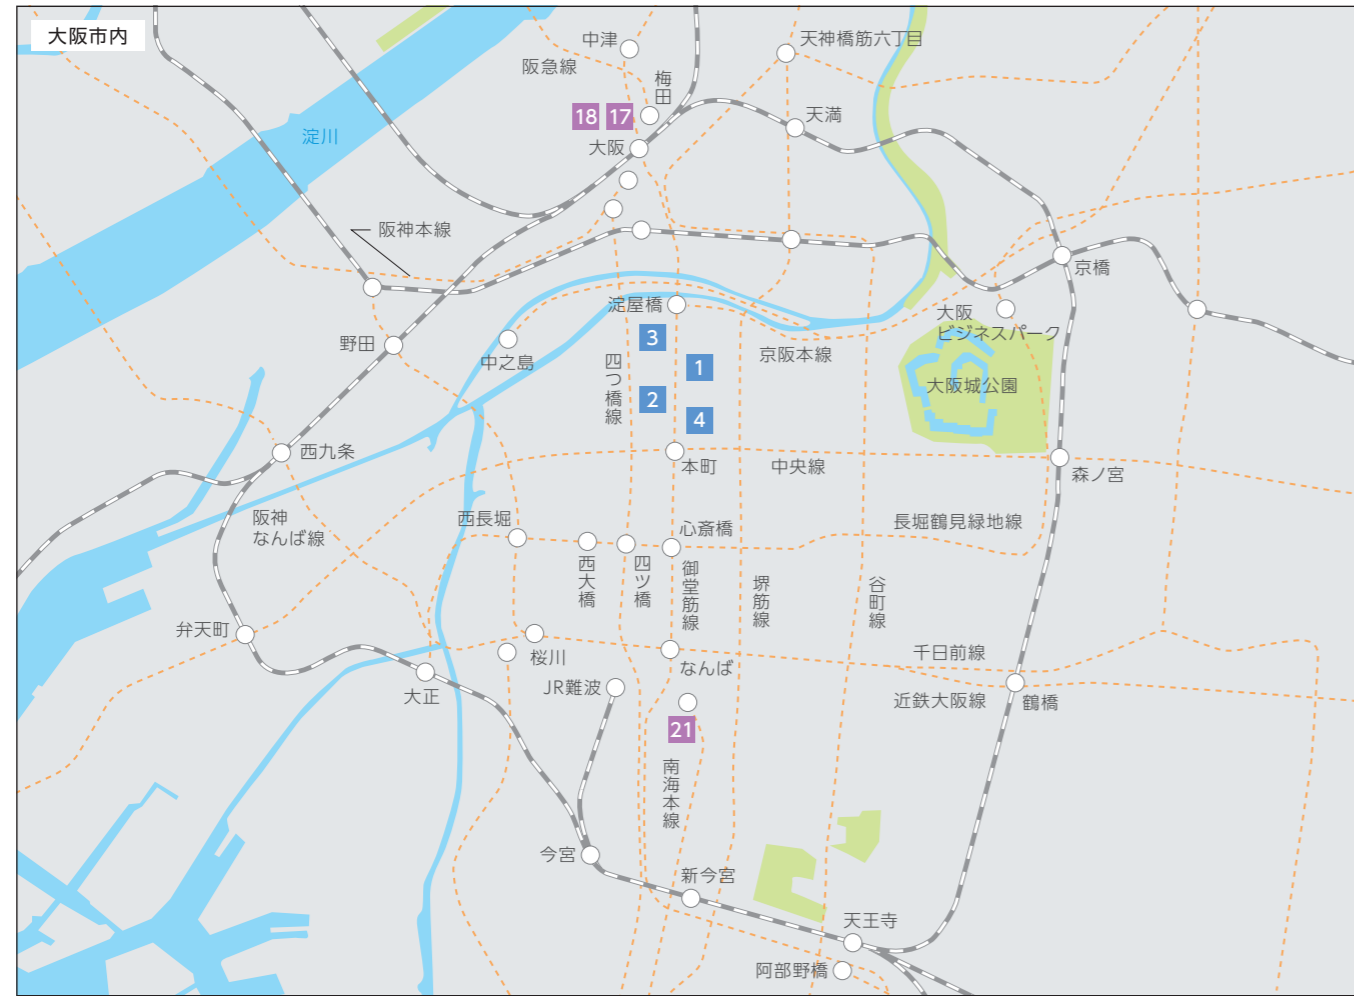 大阪市内
中津
天神橋筋六丁目
阪急線
梅田
18
17
天満
大阪
淀川
阪神本線
京橋
淀屋橋
大阪
ビジネスパーク
3
野田
中之島
四つ橋線
1
京阪本線
大阪城公園
2
4
西九条
本町
中央線
森ノ宮
阪神
なんば線
西長堀
心斎橋
長堀鶴見緑地線
西大橋
四ツ橋
御堂筋線
堺筋線
谷町線
弁天町
桜川
なんば
千日前線
大正
JR難波
近鉄大阪線
鶴橋
21
南海本線
今宮
新今宮
天王寺
阿部野橋